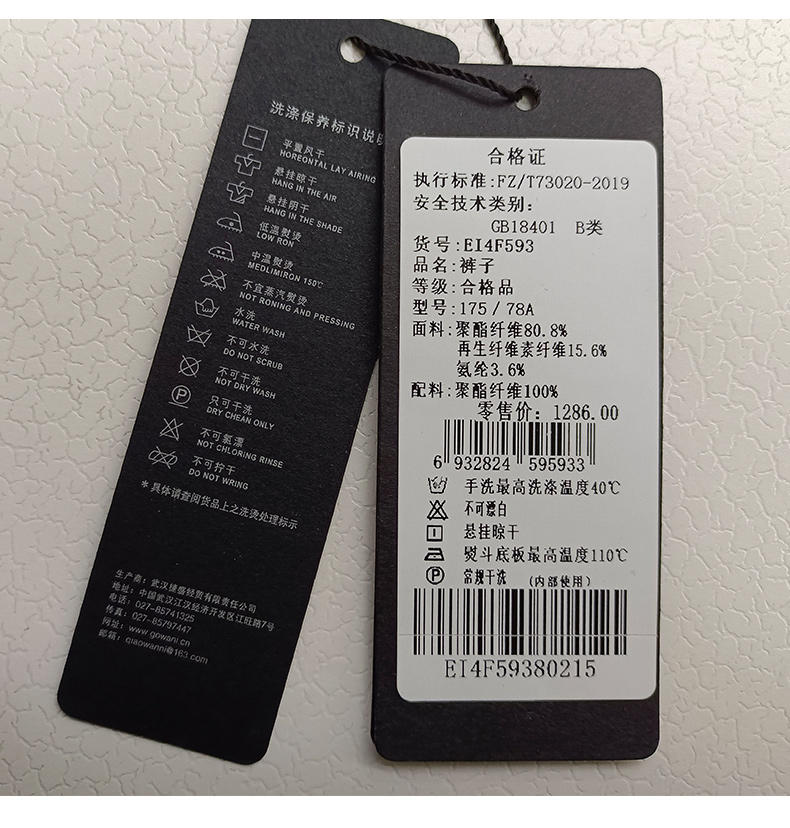 洗涤保养标识说
平置风干
HOREONTAL LAY AIRING
悬挂晾干
HANG IN THE AIR
悬挂阴干
HANG IN THE SHADE
低温熨烫
LOW RON
中温熨烫
MEDLIMIRON 150℃
不宜蒸汽熨烫
NOT RONING AND PRESSING
水洗
WATER WASH
不可水洗
DO NOT SCRUB
不可干洗
NOT DRY WASH
只可干洗
DRY CHEAN ONLY
不可氯漂
NOT CHLORING RINSE
不可拧干
DO NOT WRING
*具体请查阅货品上之洗烫处理标示
生产商:武汉捷盛轻贸有限责任公司
地址:中国武汉江汉经济开发区江旺路7号
电话:027-85741325
传真:027-85797447
网址:www.gowani.cn
邮箱:qiaowanni@163.com
合格证
执行标准:FZ/T73020-2019
安全技术类别:
GB18401 B类
货号:EI4F593
品名:裤子
等级:合格品
型号:175/78A
面料:聚酯纤维80.8%
再生纤维素纤维15.6%
氨纶3.6%
配料:聚酯纤维100%
零售价:1286.00
6 932824 595933
手洗最高洗涤温度40℃
不可漂白
悬挂晾干
熨斗底板最高温度110℃
P 常规干洗 (内部使用)
EI4F59380215